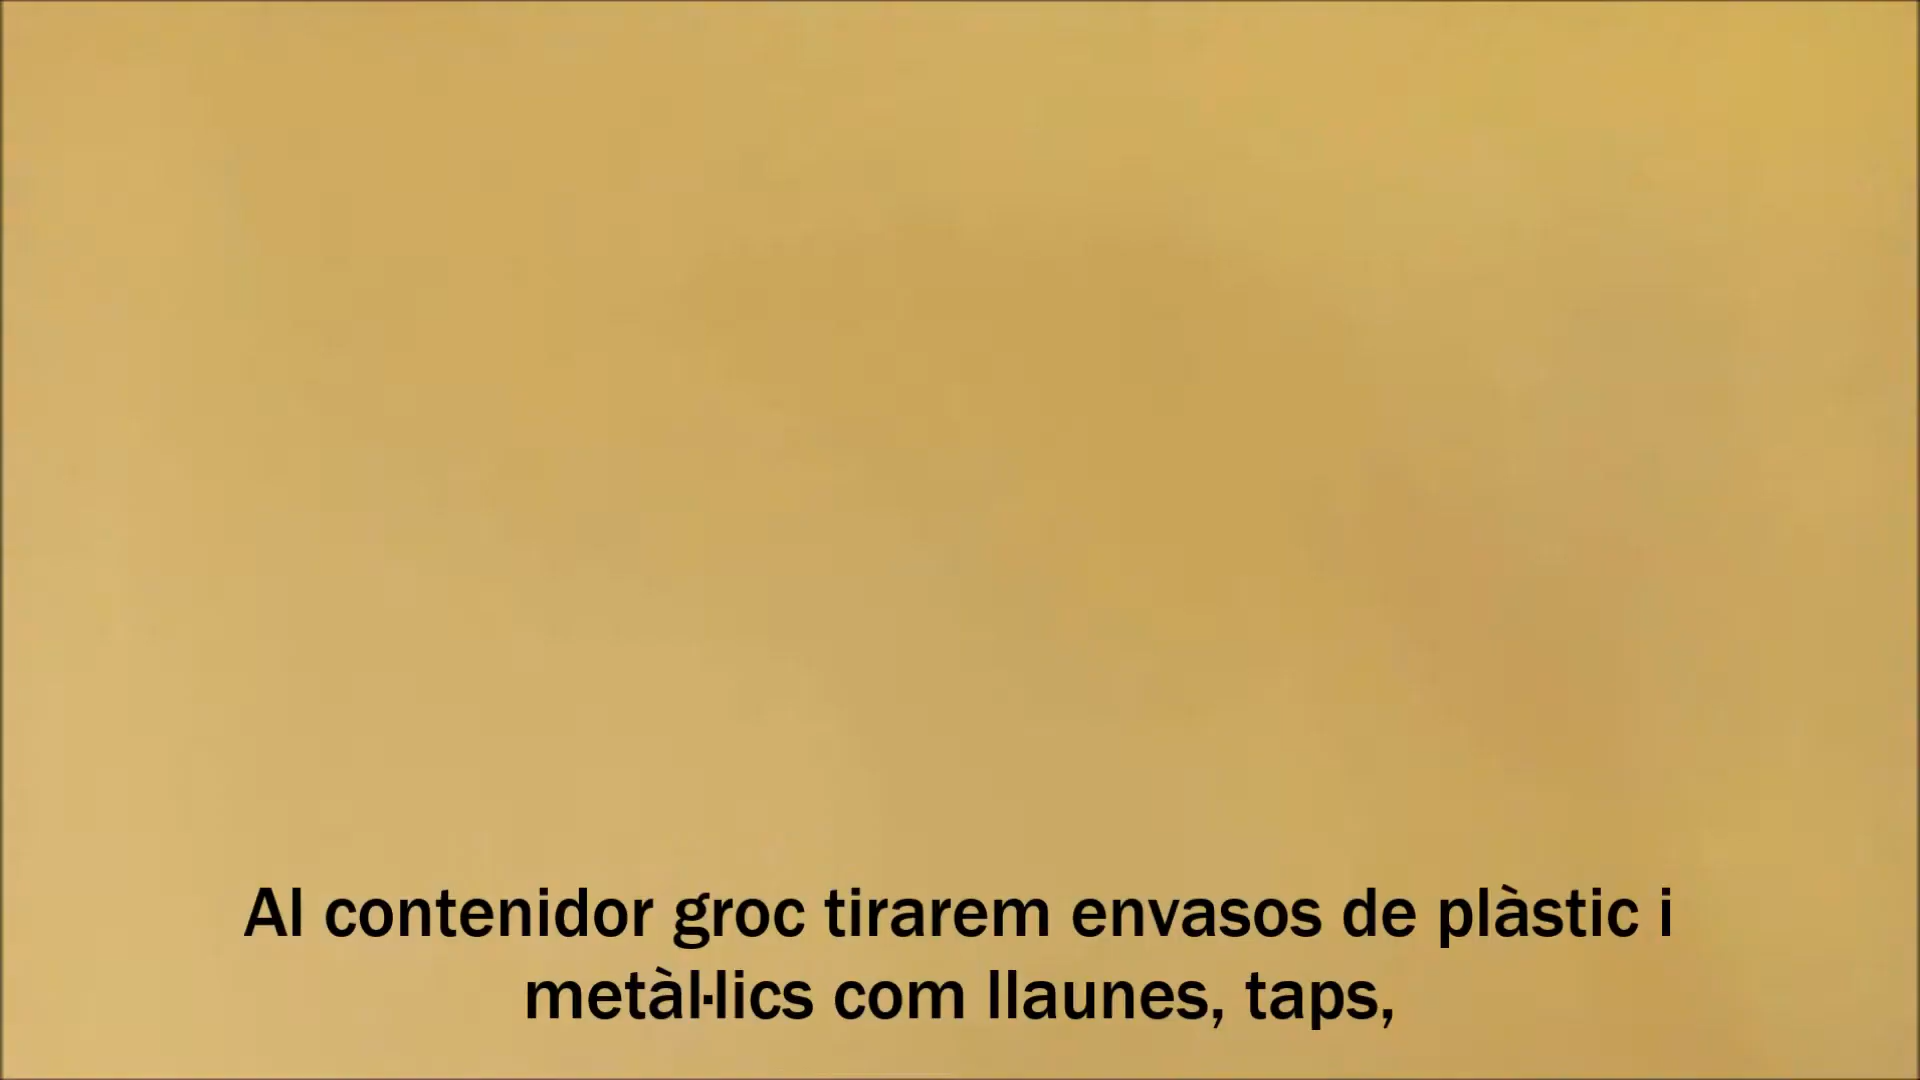 Al contenidor groc tirarem envasos de plàstic i
metàl·lics com llaunes, taps,